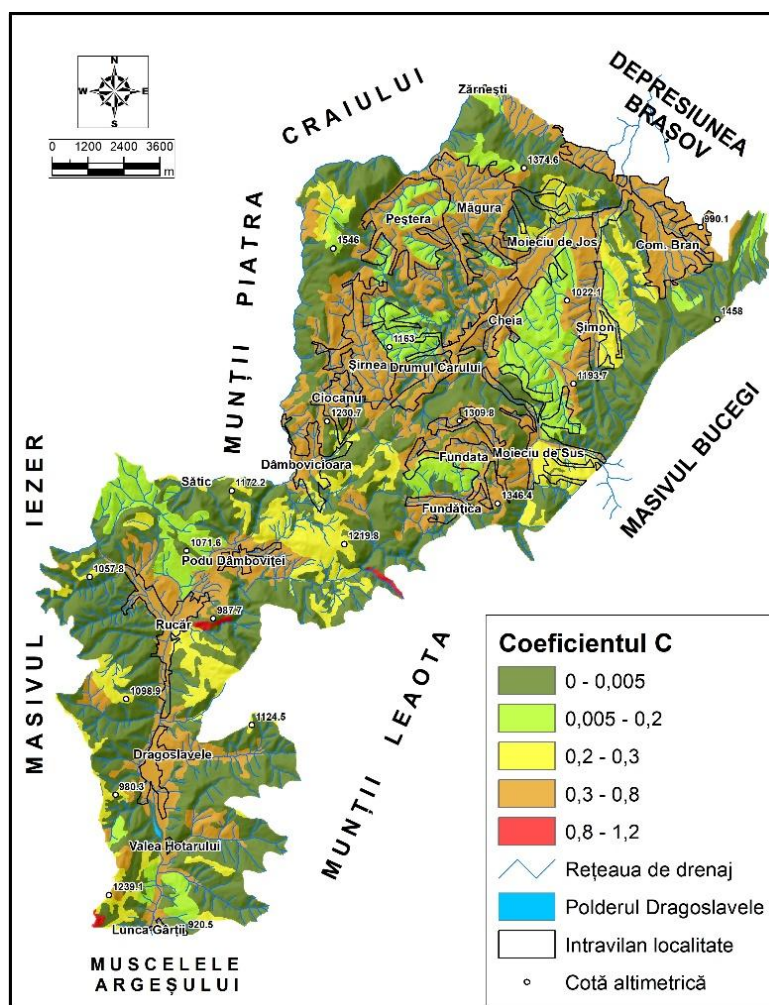 N
W E
S
0 1200 2400 3600
m
MUNȚII PIATRA CRAIULUI
DEPRESIUNEA
BRAȘOV
Zărnești
1374.6
Măgura
Peștera
990.1
Moieciu de Jos
Com. Bran
1546
1022.1
1458
Cheia
Șimon
1163
Șirnea
Drumul Carului
1193.7
Ciocanu
1230.7
1309.8
Dâmbovicioara
Fundata
Moieciu de Sus
MASIVUL BUCEGI
Sătic
1172.2
1346.4
Fundățica
1219.8
1071.6
Podu Dâmboviței
1057.8
987.7
Rucăr
MASIVUL IEZER
1098.9
1124.5
MUNȚII LEAOTA
Dragoslavele
980.3
Valea Hotarului
1239.1
920.5
Lunca Gârții
MUSCELELE
ARGEȘULUI
Coeficientul C
0 - 0,005
0,005 - 0,2
0,2 - 0,3
0,3 - 0,8
0,8 - 1,2
Rețeaua de drenaj
Polderul Dragoslavele
Intravilan localitate
Cotă altimetrică